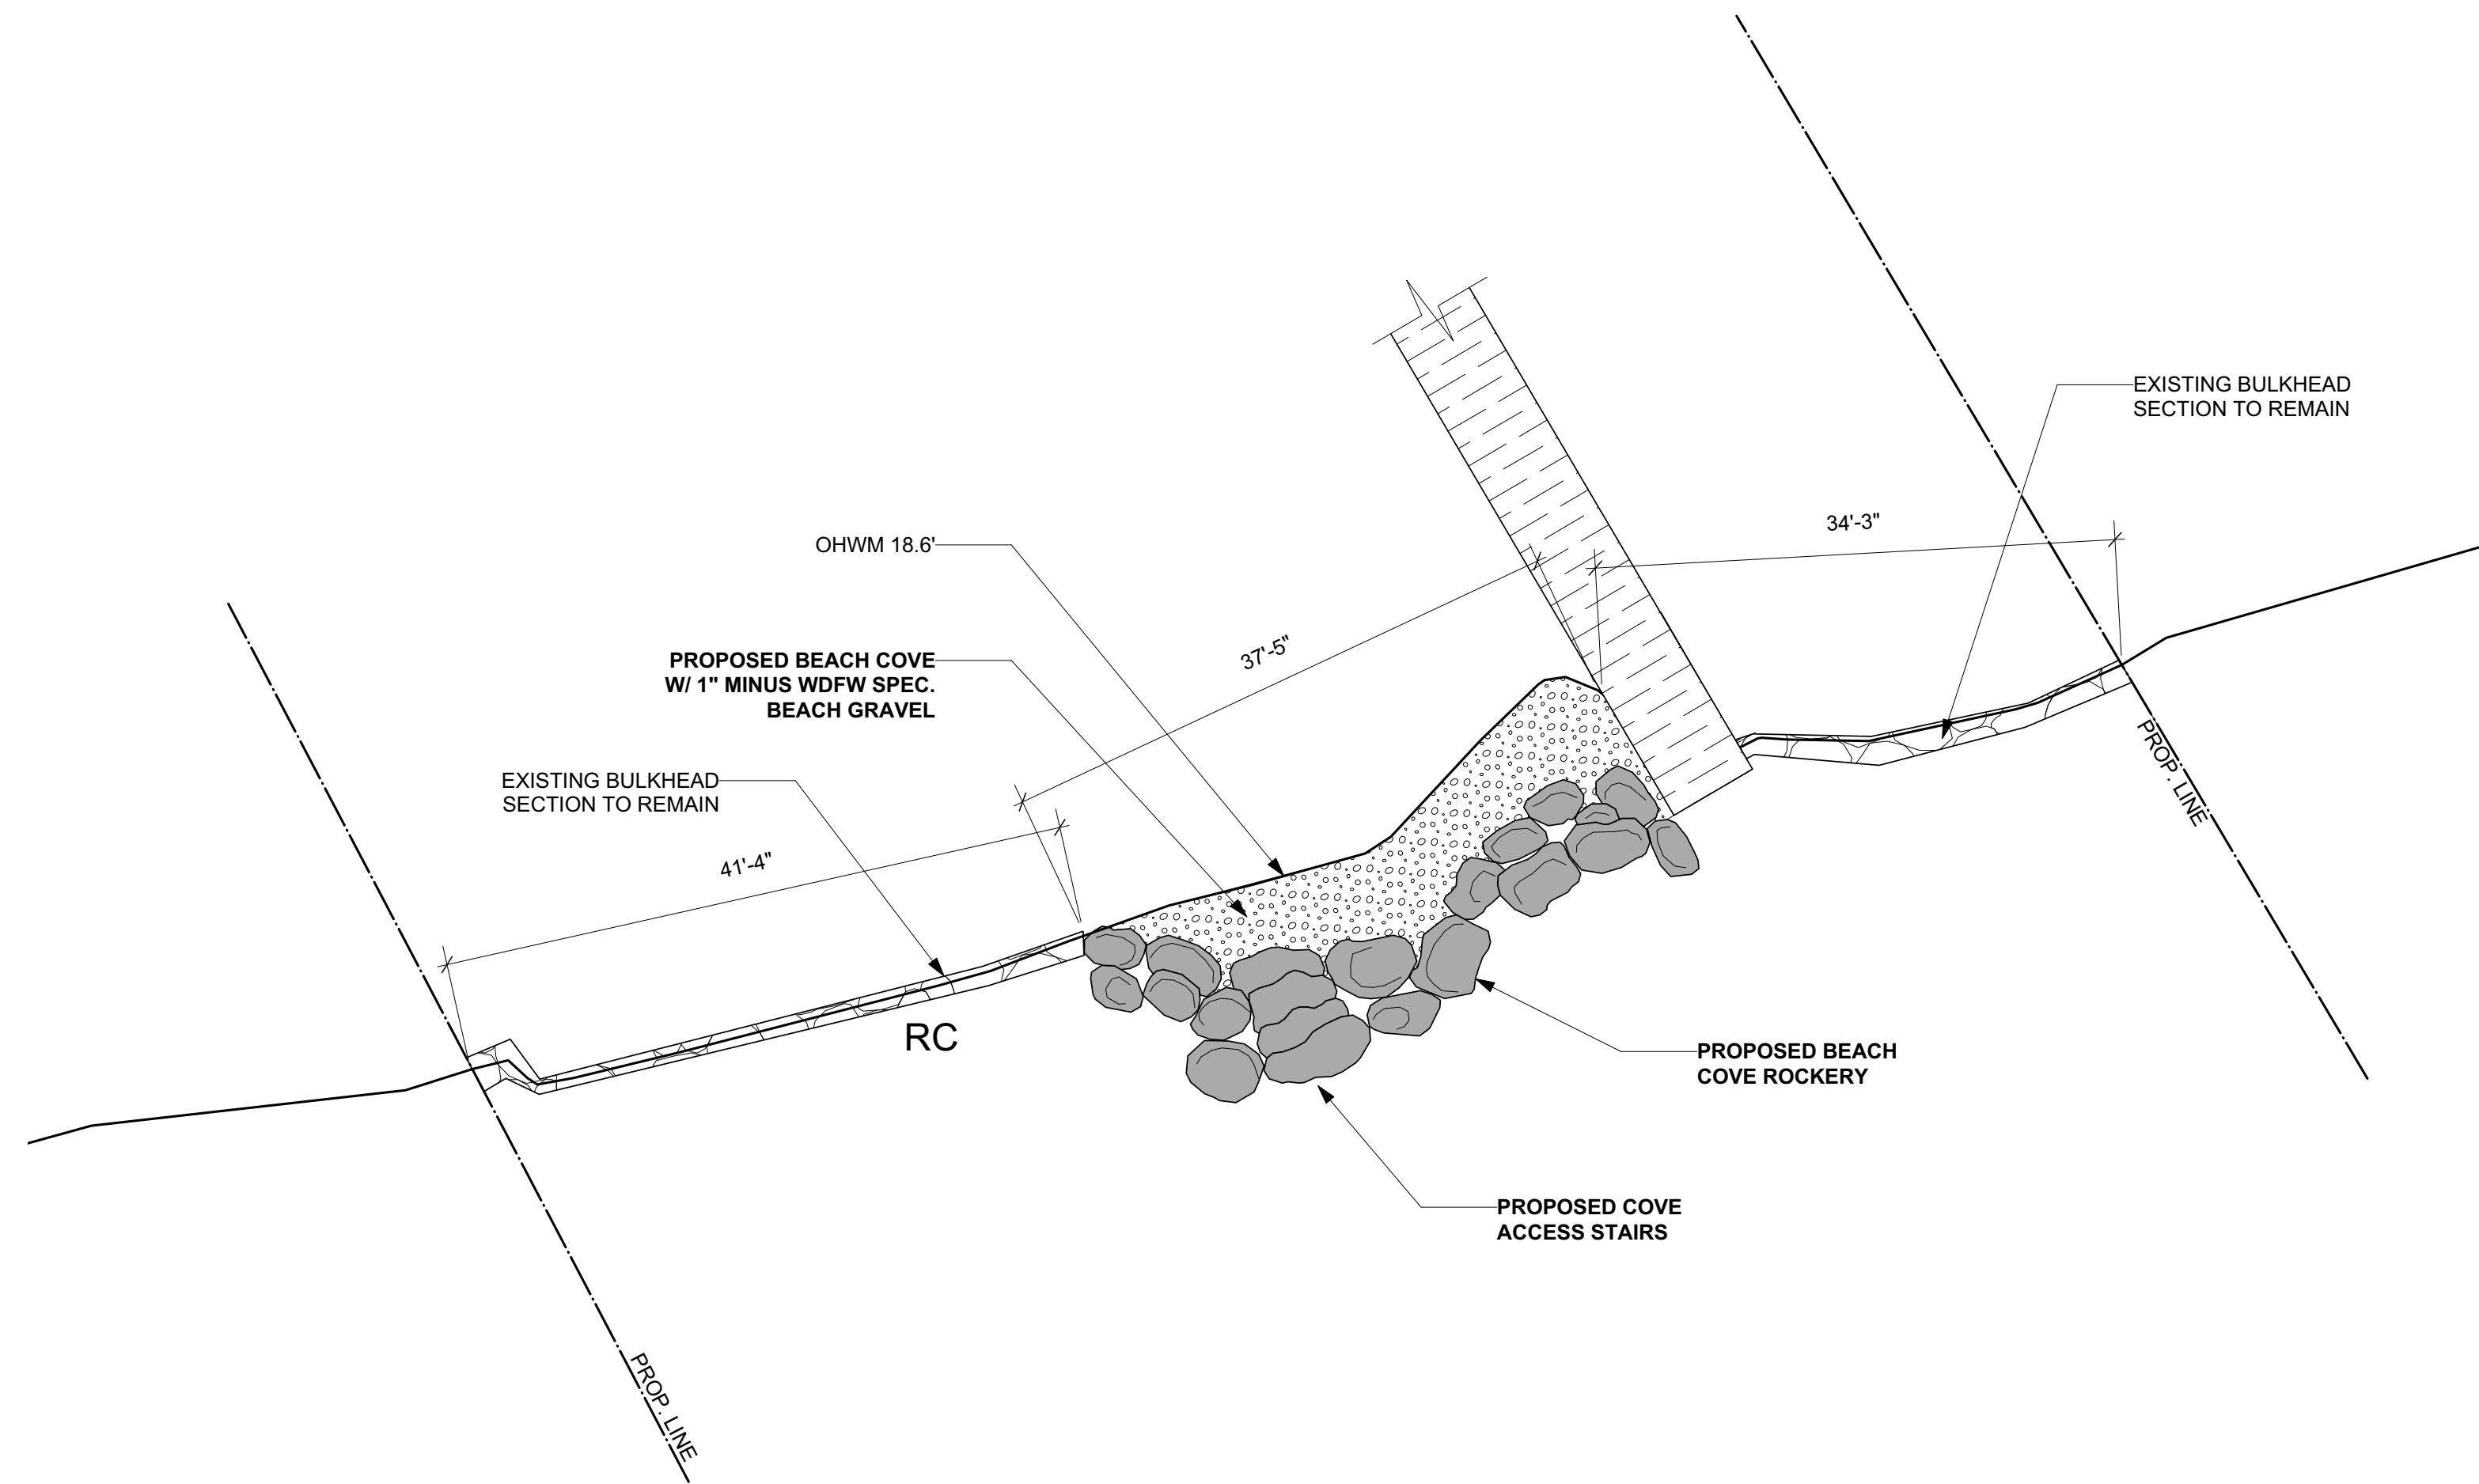 EXISTING BULKHEAD
SECTION TO REMAIN
34'-3"
OHWM 18.6'
37'-5"
PROPOSED BEACH COVE
W/ 1" MINUS WDFW SPEC.
BEACH GRAVEL
EXISTING BULKHEAD
SECTION TO REMAIN
PROP. LINE
41'-4"
RC
PROPOSED BEACH
COVE ROCKERY
PROPOSED COVE
ACCESS STAIRS
PROP. LINE